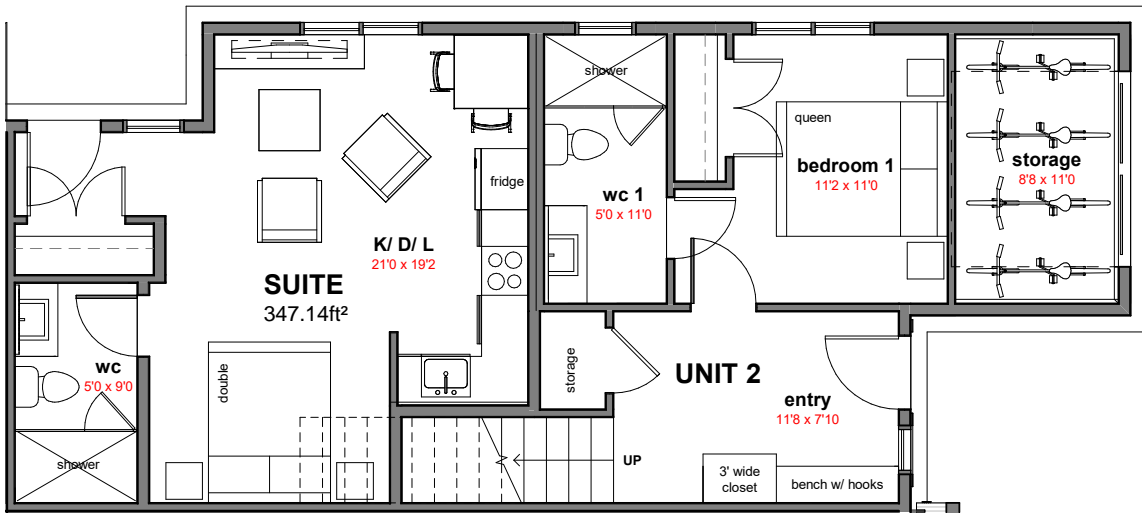 shower
queen
bedroom 1
11'2 x 11'0
storage
8'8 x 11'0
fridge
wc 1
5'0 x 11'0
K/ D/ L
21'0 x 19'2
SUITE
347.14ft²
wc
5'0 x 9'0
double
storage
UNIT 2
entry
11'8 x 7'10
shower
UP
3' wide
closet
bench w/ hooks